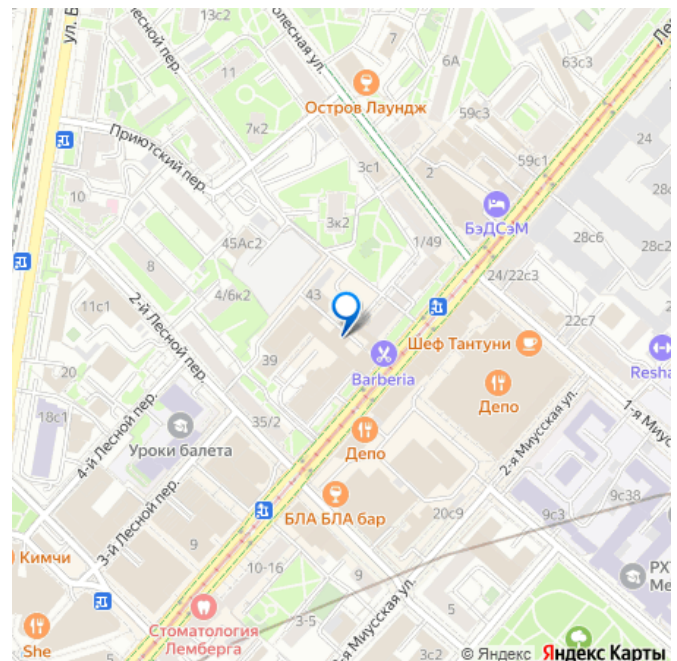 13с2
7
Ле
ул. Б
Лесной пер.
олесная ул.
6А
63с3
11
Остров Лаундж
59с3
7к2
24
Приютский пер.
3с1
2
59с1
28с
10
3к2
БэДСэМ
45Ас2
1/49
28с6
28с2
8
24/22с3
4/6к2
43
11с1
2-й Лесной пер.
22с7
Шеф Тантуни
39
Resha
20
Barberia
4-й Лесной пер.
Депо
18с1
35/2
1-я Миус
Уроки балета
Депо
2-я Миусская ул.
3-й Лесной пер.
БЛА БЛА бар
9с38
20с9
9с3
Кимчи
9
10-16
9
РХТ
Ме
3-5
5
Стоматология
Лемберга
She
-я Миусская ул.
3с2
© Яндекс Яндекс Карты